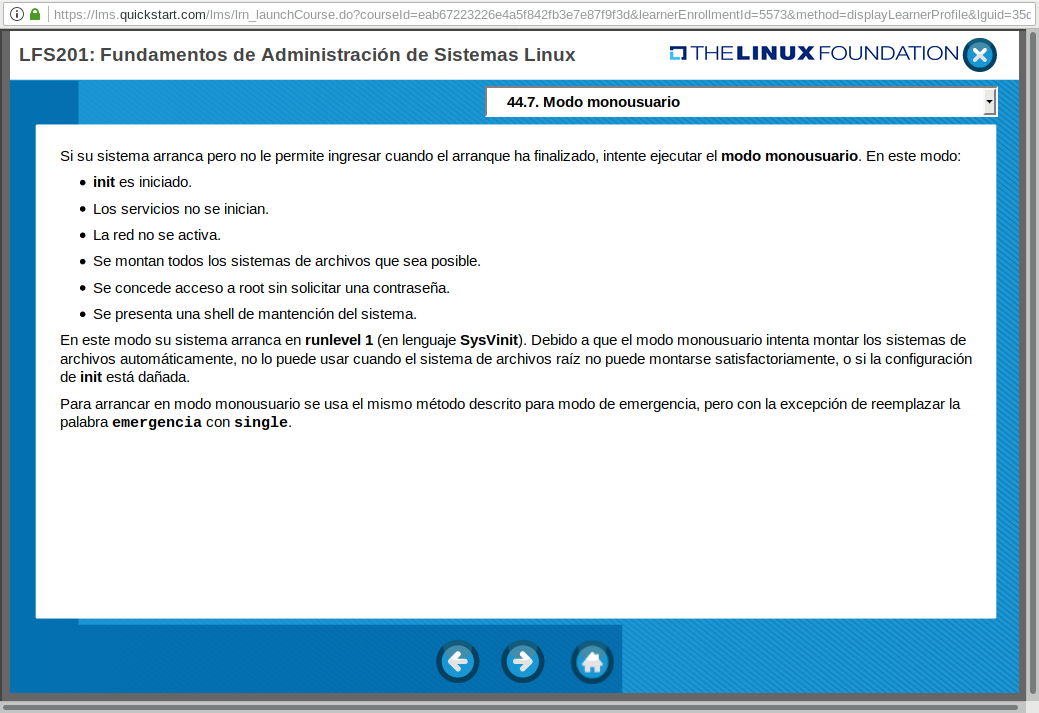 https://lms.quickstart.com/lms/lrn_launchCourse.do?courseId=eab67223226e4a5f842fb3e7e87f9f3d&learnerEnrollmentId=5573&method=displayLearnerProfile&lguid=35c
LFS201: Fundamentos de Administración de Sistemas Linux
THE LINUX FOUNDATION
44.7. Modo monousuario
Si su sistema arranca pero no le permite ingresar cuando el arranque ha finalizado, intente ejecutar el modo monousuario. En este modo:
• init es iniciado.
• Los servicios no se inician.
• La red no se activa.
• Se montan todos los sistemas de archivos que sea posible.
• Se concede acceso a root sin solicitar una contraseña.
• Se presenta una shell de mantención del sistema.
En este modo su sistema arranca en runlevel 1 (en lenguaje SysVinit). Debido a que el modo monousuario intenta montar los sistemas de
archivos automáticamente, no lo puede usar cuando el sistema de archivos raíz no puede montarse satisfactoriamente, o si la configuración
de init está dañada.
Para arrancar en modo monousuario se usa el mismo método descrito para modo de emergencia, pero con la excepción de reemplazar la
palabra emergencia con single.